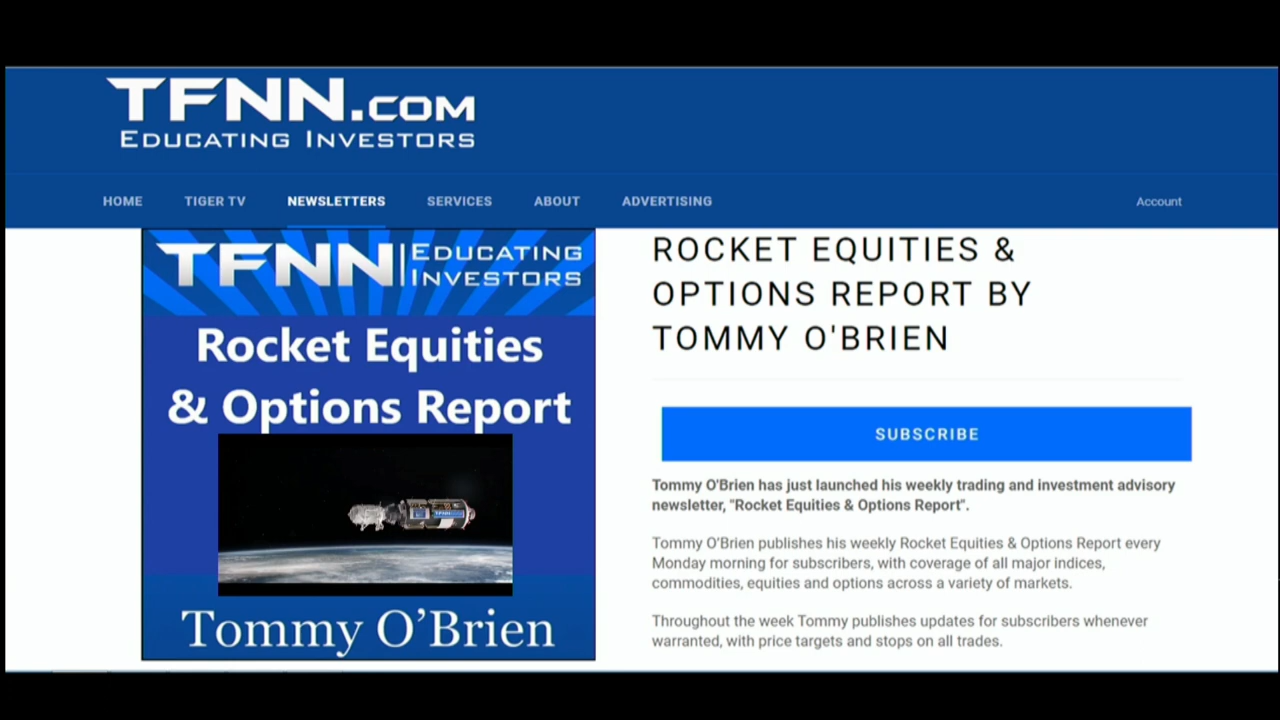 TFNN.COM
EDUCATING INVESTORS
HOME TIGER TV NEWSLETTERS SERVICES ABOUT ADVERTISING Account
TFNN EDUCATING
INVESTORS
Rocket Equities
& Options Report
TFNN
Tommy O’Brien
ROCKET EQUITIES &
OPTIONS REPORT BY
TOMMY O'BRIEN
SUBSCRIBE
Tommy O'Brien has just launched his weekly trading and investment advisory
newsletter, "Rocket Equities & Options Report".
Tommy O’Brien publishes his weekly Rocket Equities & Options Report every
Monday morning for subscribers, with coverage of all major indices,
commodities, equities and options across a variety of markets.
Throughout the week Tommy publishes updates for subscribers whenever
warranted, with price targets and stops on all trades.